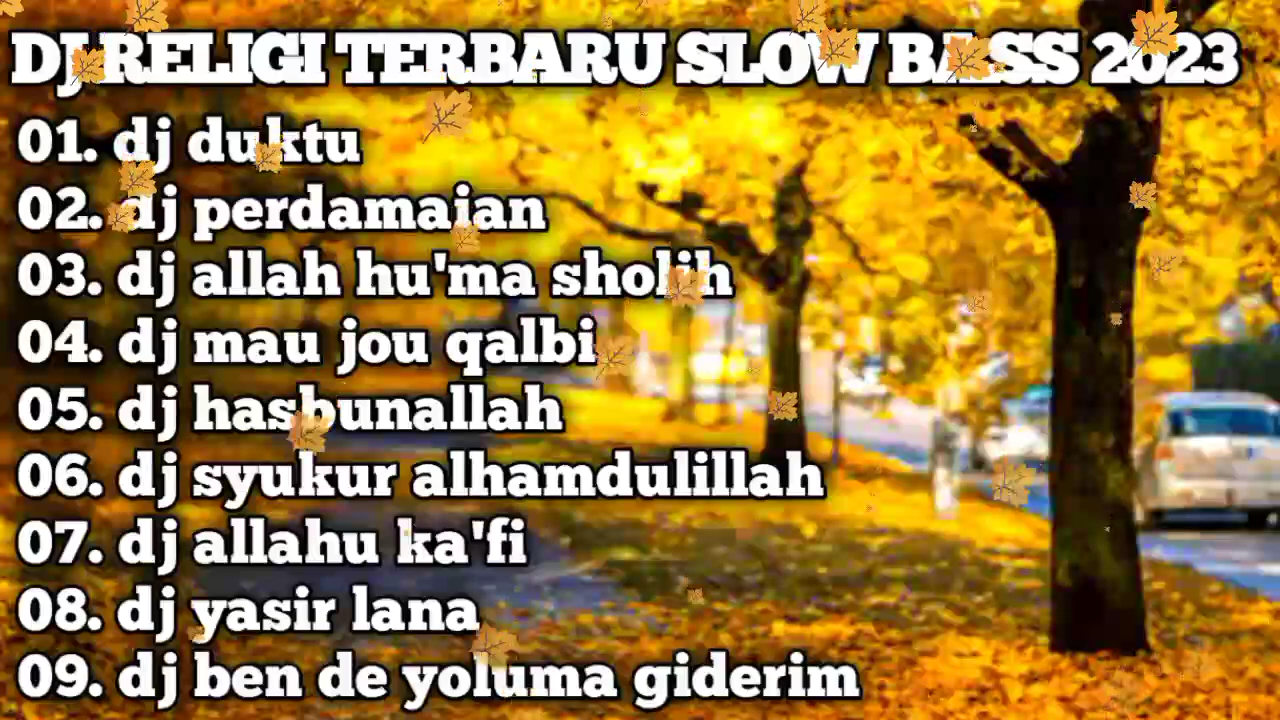 DJ RELIGI TERBARU SLOW BASS 2023
01. dj duktu
02. dj perdamaian
03. dj allah hu'ma sholih
04. dj mau jou qalbi
05. dj hasbunallah
06. dj syukur alhamdulillah
07. dj allahu ka'fi
08. dj yasir lana
09. dj ben de yoluma giderim